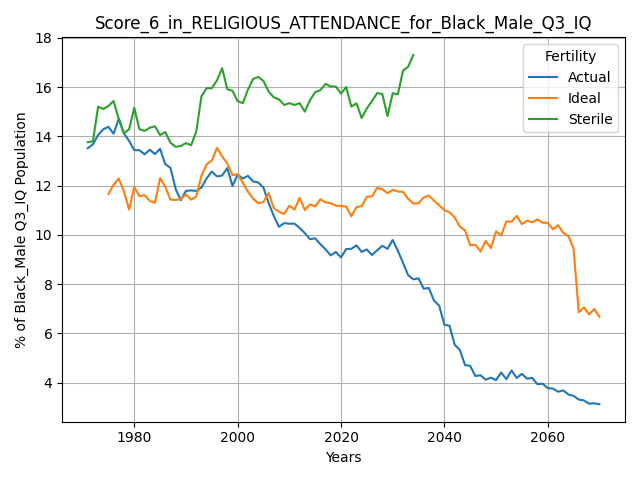 Score_6_in_RELIGIOUS_ATTENDANCE_for_Black_Male_Q3_IQ
% of Black_Male Q3_IQ Population
18
16
14
12
10
8
6
4
Fertility
Actual
Ideal
Sterile
1980
2000
2020
2040
2060
Years